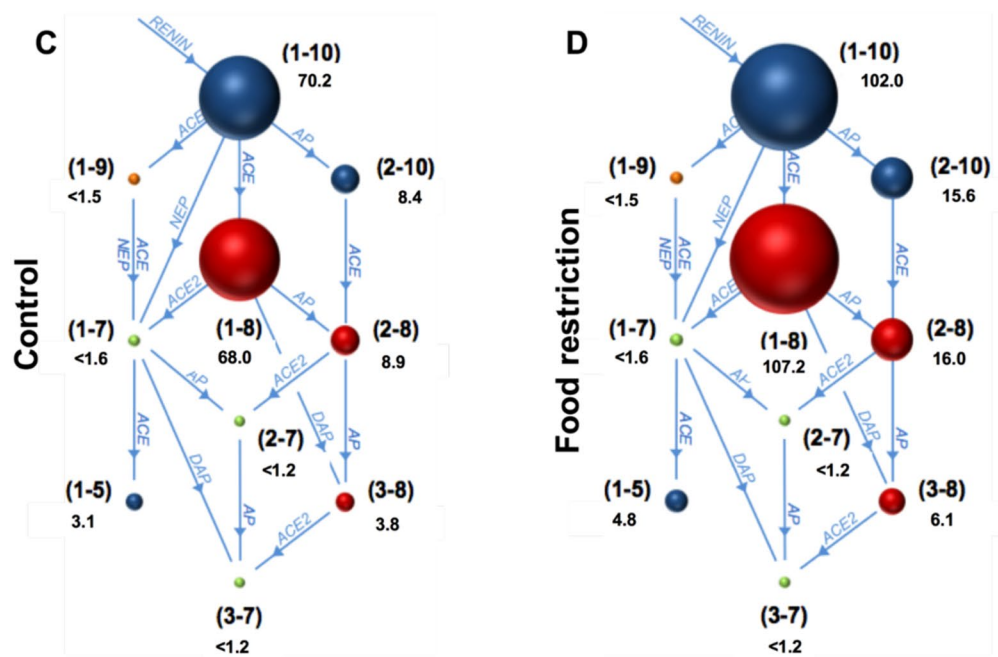 C
Control
RENIN
(1-10)
70.2
ACE
AP
(1-9)
<1.5
NEP
ACE
(2-10)
8.4
NEP
ACE
ACE
ACE2
AP
(1-7)
<1.6
(1-8)
68.0
(2-8)
8.9
AP
ACE2
ACE
DAP
AP
(2-7)
<1.2
DAP
(1-5)
3.1
AP
(3-8)
3.8
ACE2
(3-7)
<1.2
D
Food restriction
RENIN
(1-10)
102.0
AP
(1-9)
<1.5
ACE
(2-10)
15.6
NEP
NEP
ACE
ACE
ACE
AP
(1-7)
<1.6
(1-8)
107.2
(2-8)
16.0
ACE2
ACE
DAP
AP
(2-7)
<1.2
DAP
(1-5)
4.8
AP
(3-8)
6.1
ACE2
(3-7)
<1.2